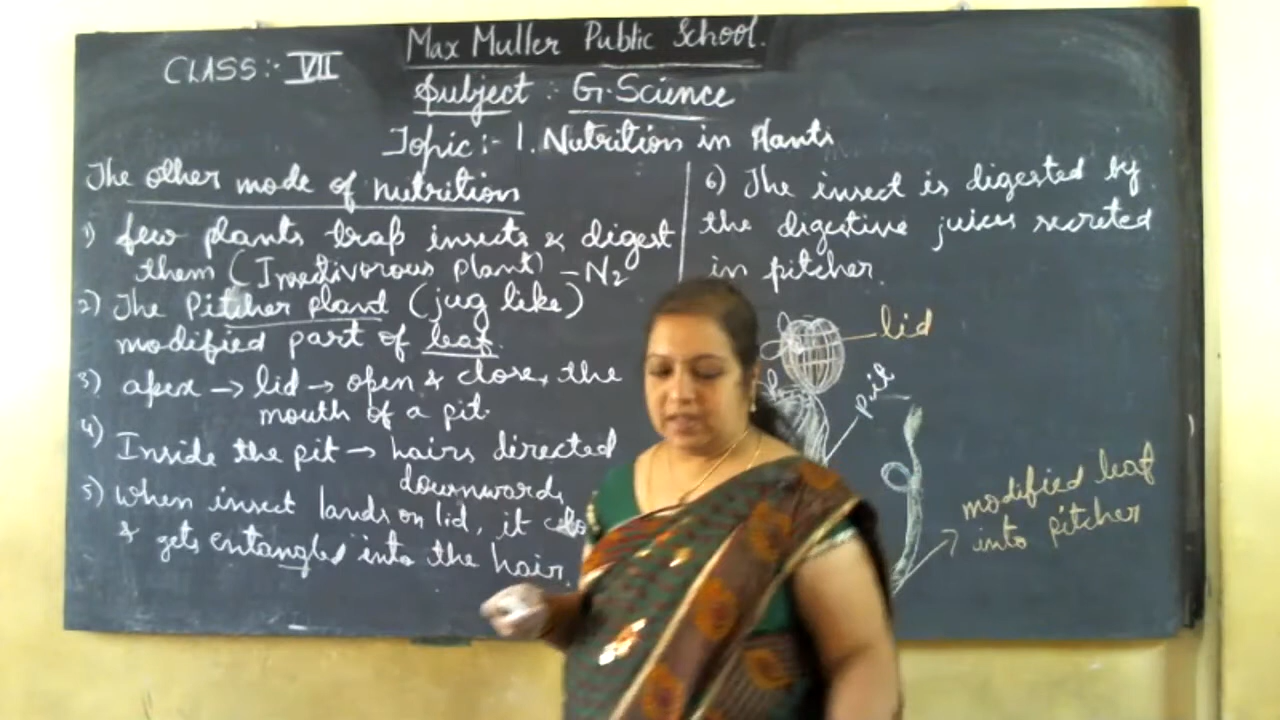 Max Muller Public School.
CLASS:- VII
Subject : G.Science
Topic:- 1. Nutrition in Plants
The other mode of nutrition
1) few plants trap insects & digest
them (Insectivorous plant) - N2
2) The Pitcher pland (jug like)
modified part of leaf.
3) apex → lid → open & close, the
mouth of a pit.
4) Inside the pit → hairs directed
downward,
5) when insect lands on lid, it
& gets entangled into the hair.
6) The insect is digested by
the digestive juices secreted
in pitcher.
lid
pit
modified leaf
into pitcher